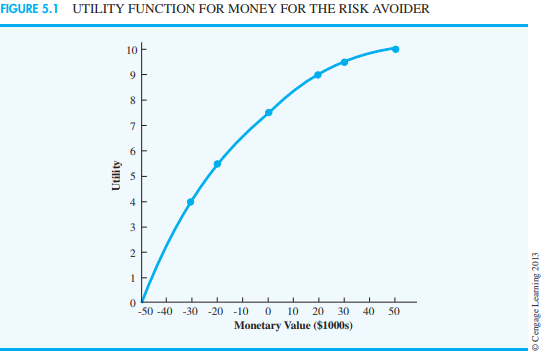 FIGURE 5.1 UTILITY FUNCTION FOR MONEY FOR THE RISK AVOIDER
10
9
8
7
6
5
4
3
2
1
0
Utility
-50 -40 -30 -20 -10 0 10 20 30 40 50
Monetary Value ($1000s)
© Cengage Learning 2013